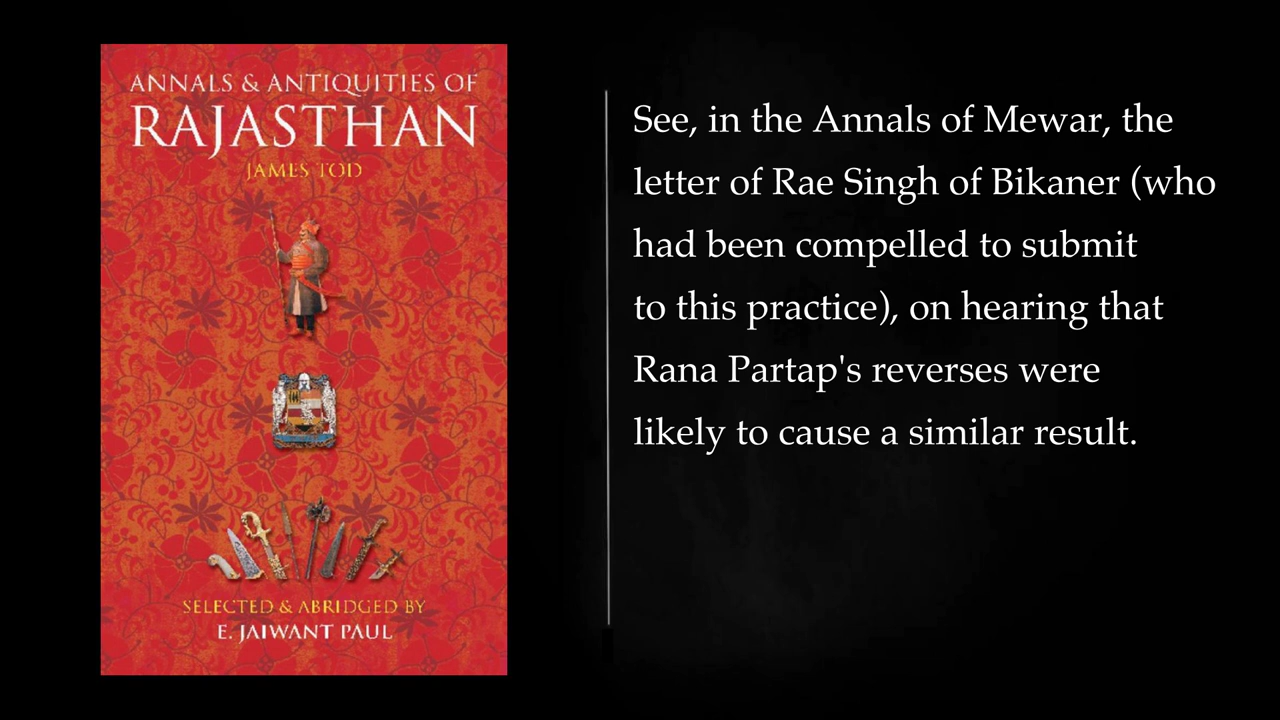 ANNALS & ANTIQUITIES OF
RAJASTHAN
JAMES TOD
SELECTED & ABRIDGED BY
E. JAIWANT PAUL
See, in the Annals of Mewar, the
letter of Rae Singh of Bikaner (who
had been compelled to submit
to this practice), on hearing that
Rana Partap's reverses were
likely to cause a similar result.